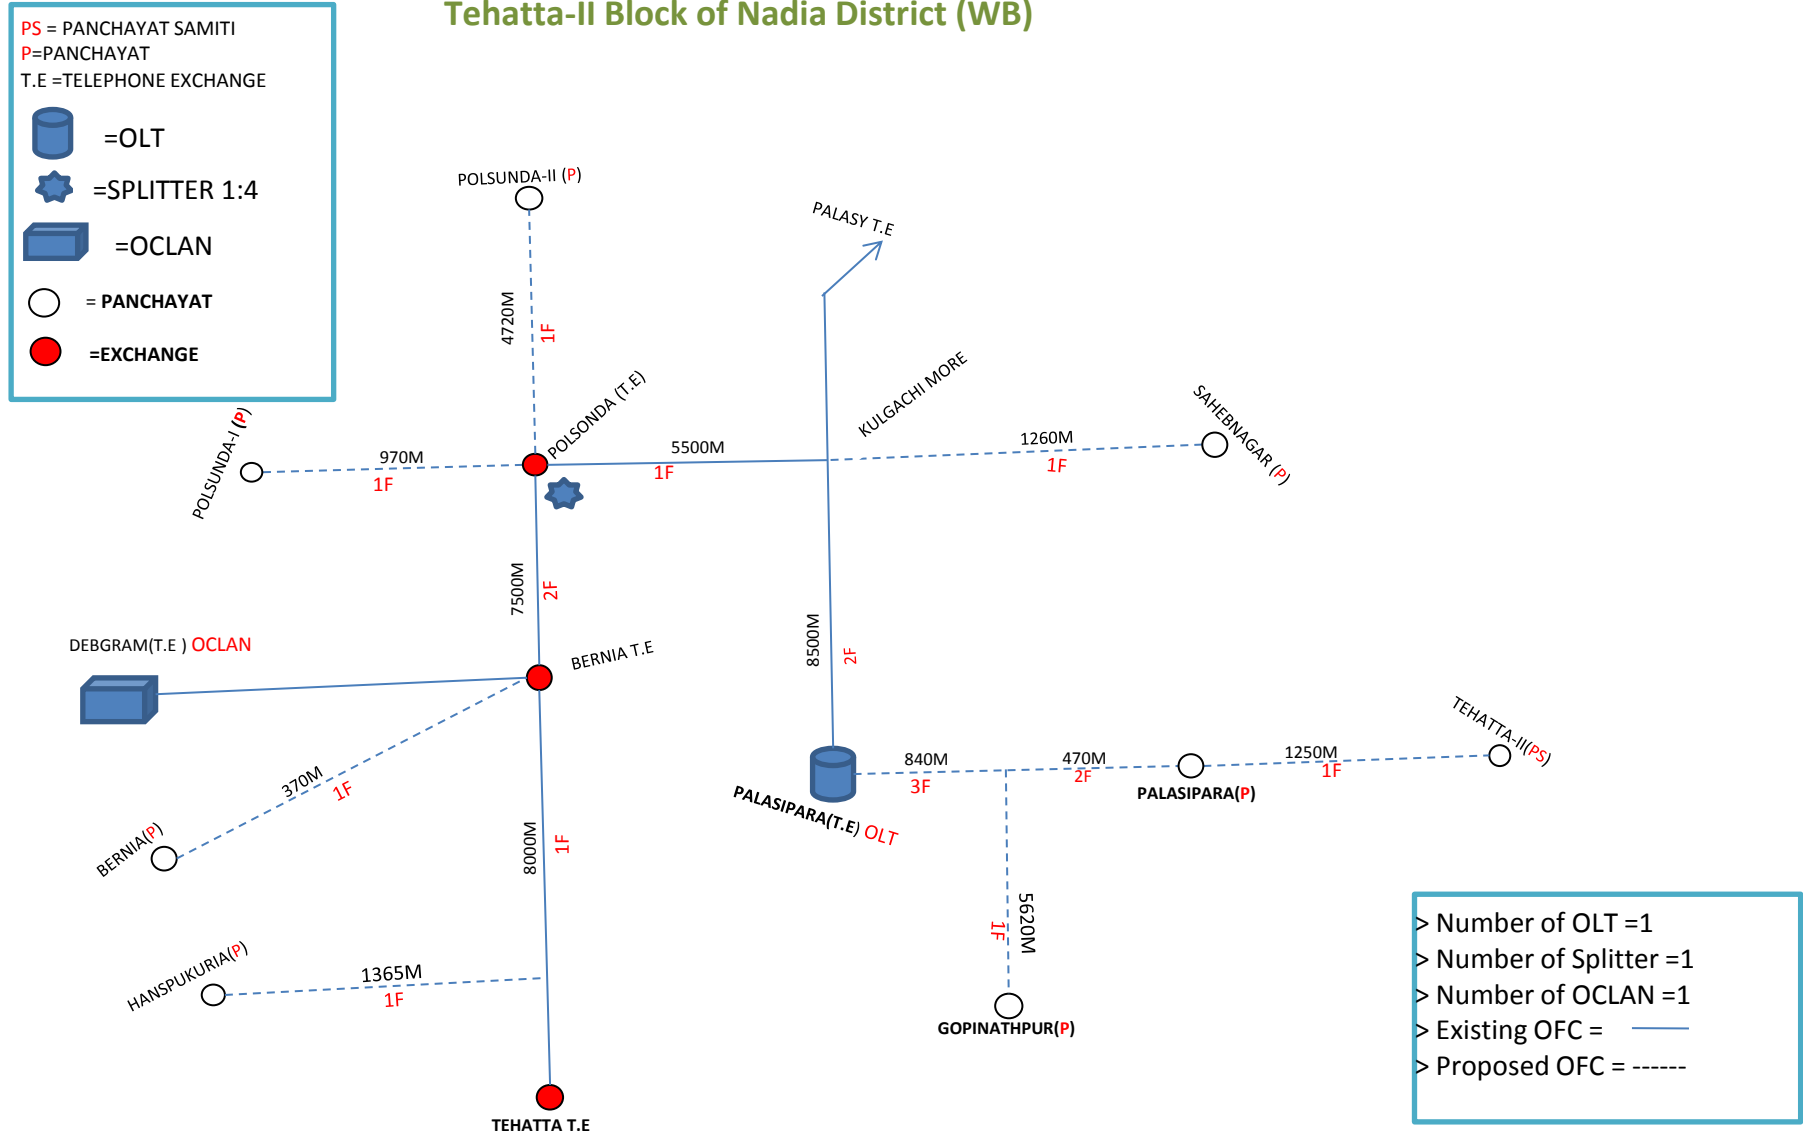 Tehatta-II Block of Nadia District (WB)
PS = PANCHAYAT SAMITI
P=PANCHAYAT
T.E =TELEPHONE EXCHANGE
=OLT
=SPLITTER 1:4
=OCLAN
= PANCHAYAT
=EXCHANGE
POLSUNDA-II (P)
PALASY T.E
4720M
1F
POLSONDA (T.E)
KULGACHI MORE
SAHEBNAGAR (P)
POLSUNDA-I (P)
970M
1F
5500M
1F
1260M
1F
7500M
2F
DEBGRAM(T.E ) OCLAN
BERNIA T.E
8500M
2F
TEHATTA-II(PS)
370M
1F
BERNIA(P)
8000M
1F
840M
3F
470M
2F
1250M
1F
PALASIPARA(P)
PALASIPARA(T.E) OLT
5620M
1F
HANSPUKURIA(P)
1365M
1F
GOPINATHPUR(P)
TEHATTA T.E
> Number of OLT =1
> Number of Splitter =1
> Number of OCLAN =1
> Existing OFC =
> Proposed OFC = ------